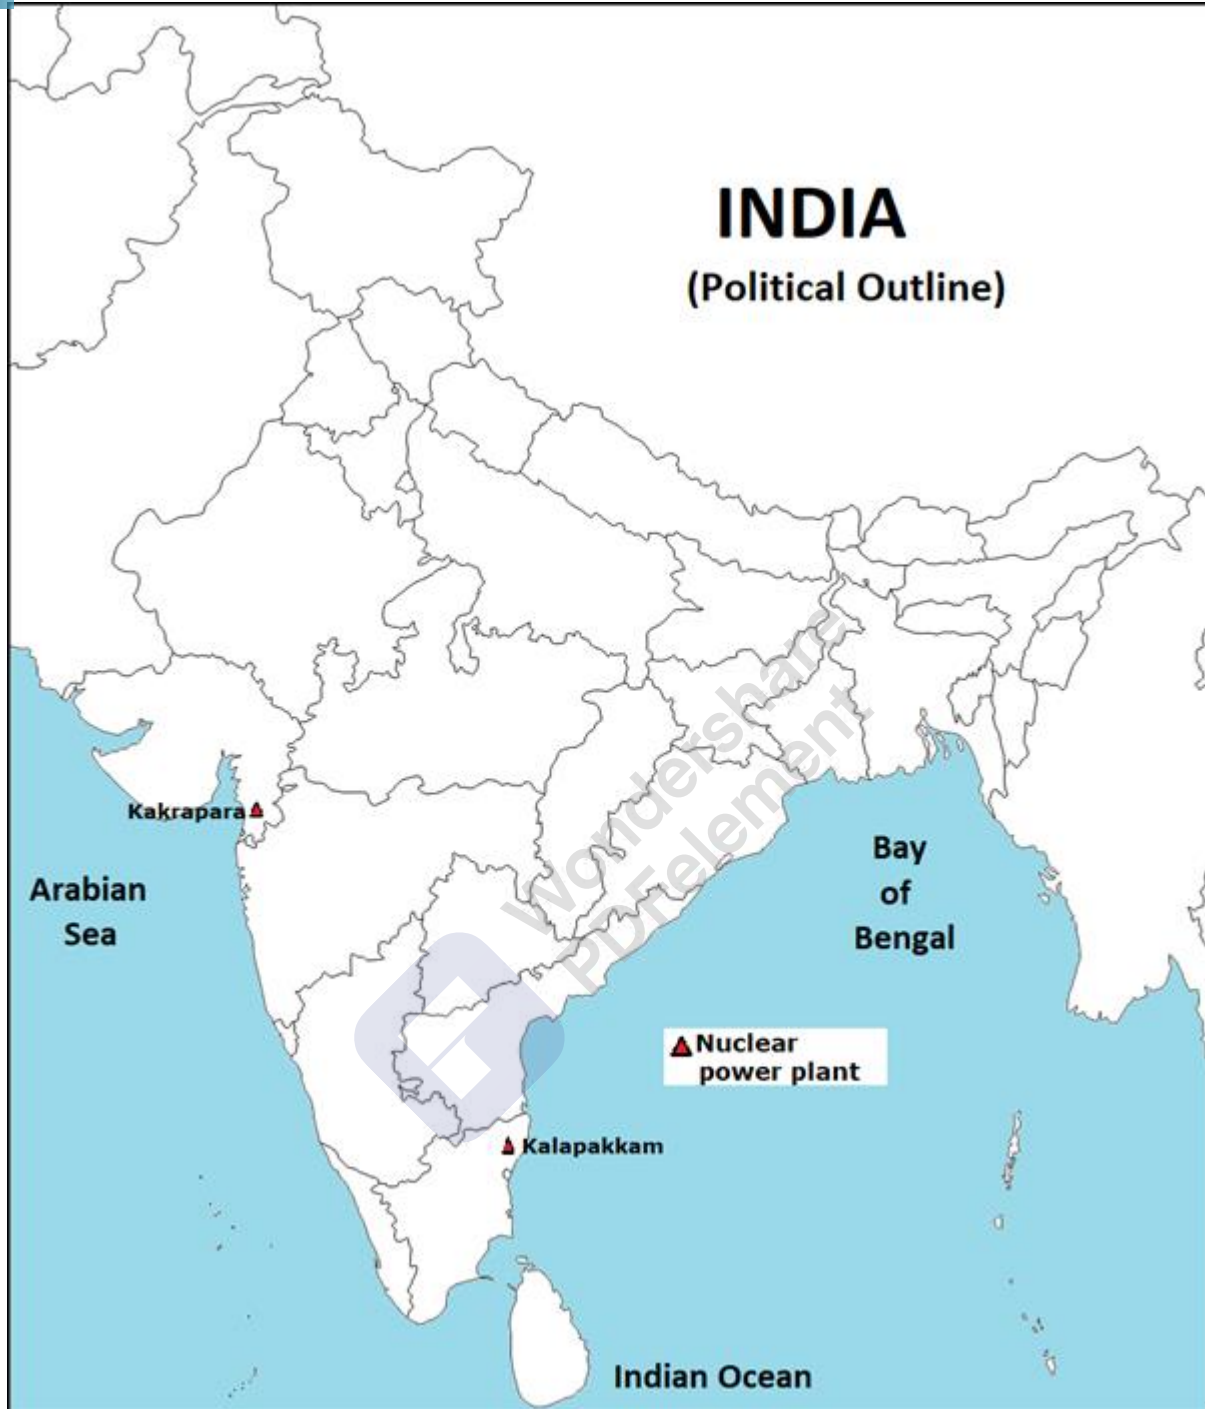 INDIA
(Political Outline)
Kakrapara
Arabian
Sea
Bay
of
Bengal
Nuclear
power plant
Kalapakkam
Indian Ocean
Wondershare
PDFelement